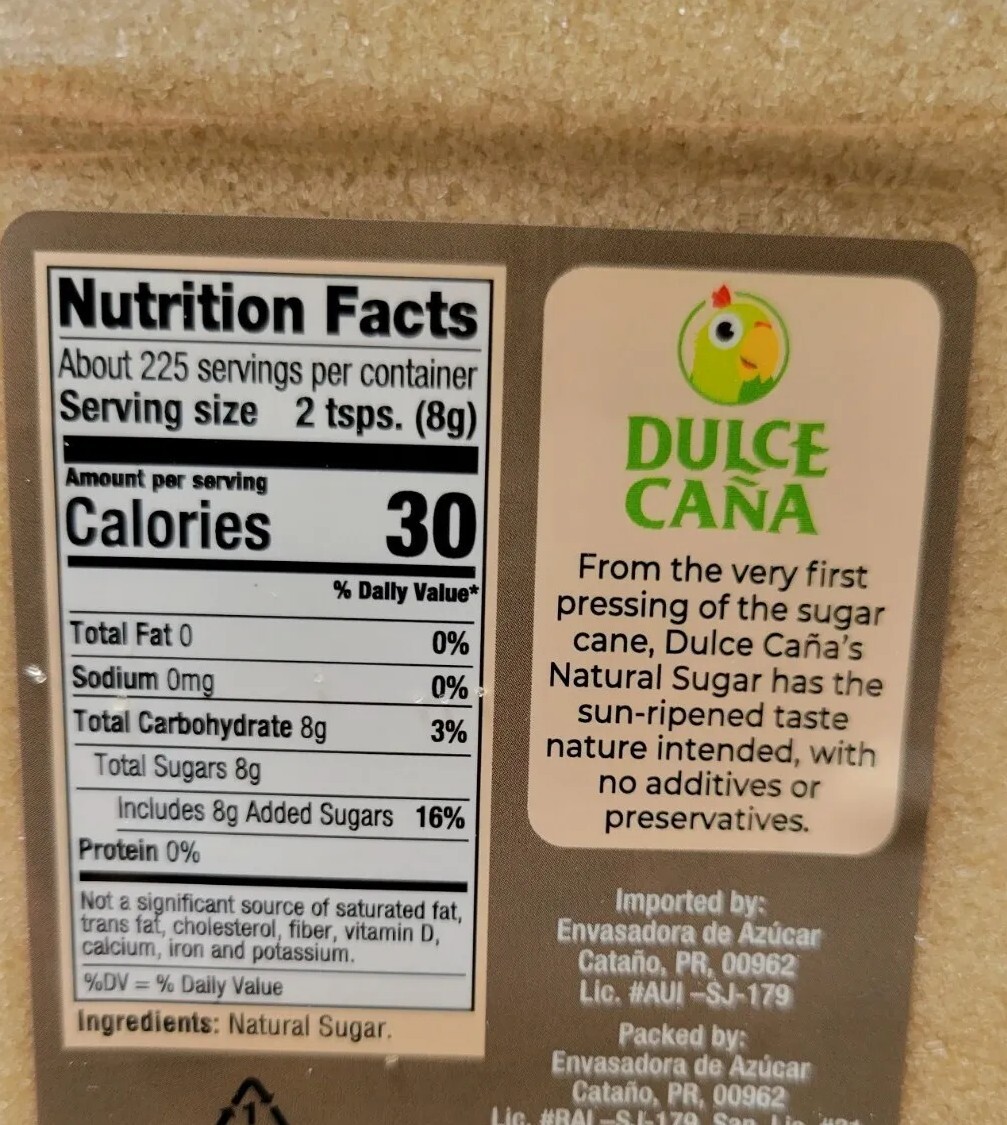 Nutrition Facts
About 225 servings per container
Serving size 2 tsps. (8g)
Amount per serving
Calories 30
% Daily Value*
Total Fat 0 0%
Sodium 0mg 0%
Total Carbohydrate 8g 3%
Total Sugars 8g
Includes 8g Added Sugars 16%
Protein 0%
Not a significant source of saturated fat,
trans fat, cholesterol, fiber, vitamin D,
calcium, iron and potassium.
%DV = % Daily Value
Ingredients: Natural Sugar.
1
DULCE
CAÑA
From the very first
pressing of the sugar
cane, Dulce Caña's
Natural Sugar has the
sun-ripened taste
nature intended, with
no additives or
preservatives.
Imported by:
Envasadora de Azúcar
Cataño, PR, 00962
Lic. #AUI –SJ-179
Packed by:
Envasadora de Azúcar
Cataño, PR, 00962
Lic.